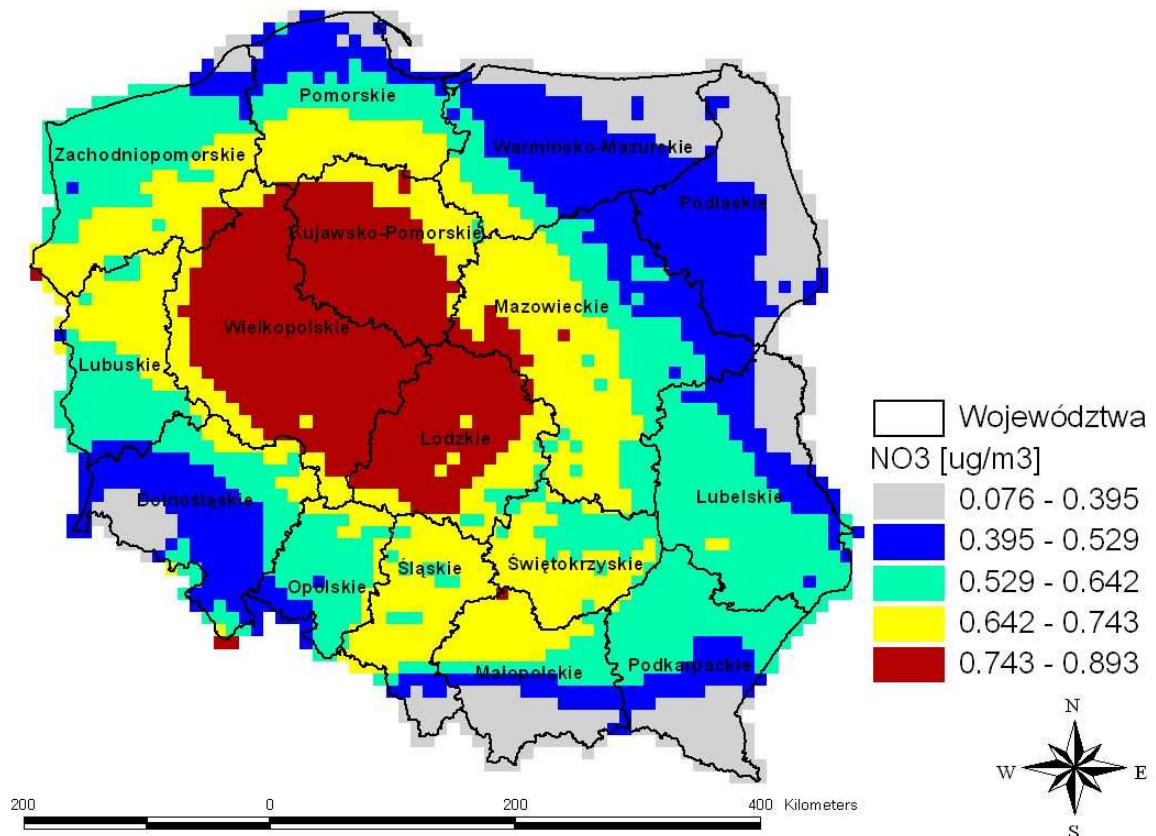 Pomorskie
Zachodniopomorskie
Warmińsko-Mazurskie
Podlaskie
Kujawsko-Pomorskie
Mazowieckie
Wielkopolskie
Lubuskie
Łódzkie
Dolnośląskie
Lubelskie
Opolskie
Śląskie
Świętokrzyskie
Małopolskie
Podkarpackie
Województwa
NO3 [ug/m3]
0.076 - 0.395
0.395 - 0.529
0.529 - 0.642
0.642 - 0.743
0.743 - 0.893
N
W
E
S
200 0 200 400 Kilometers